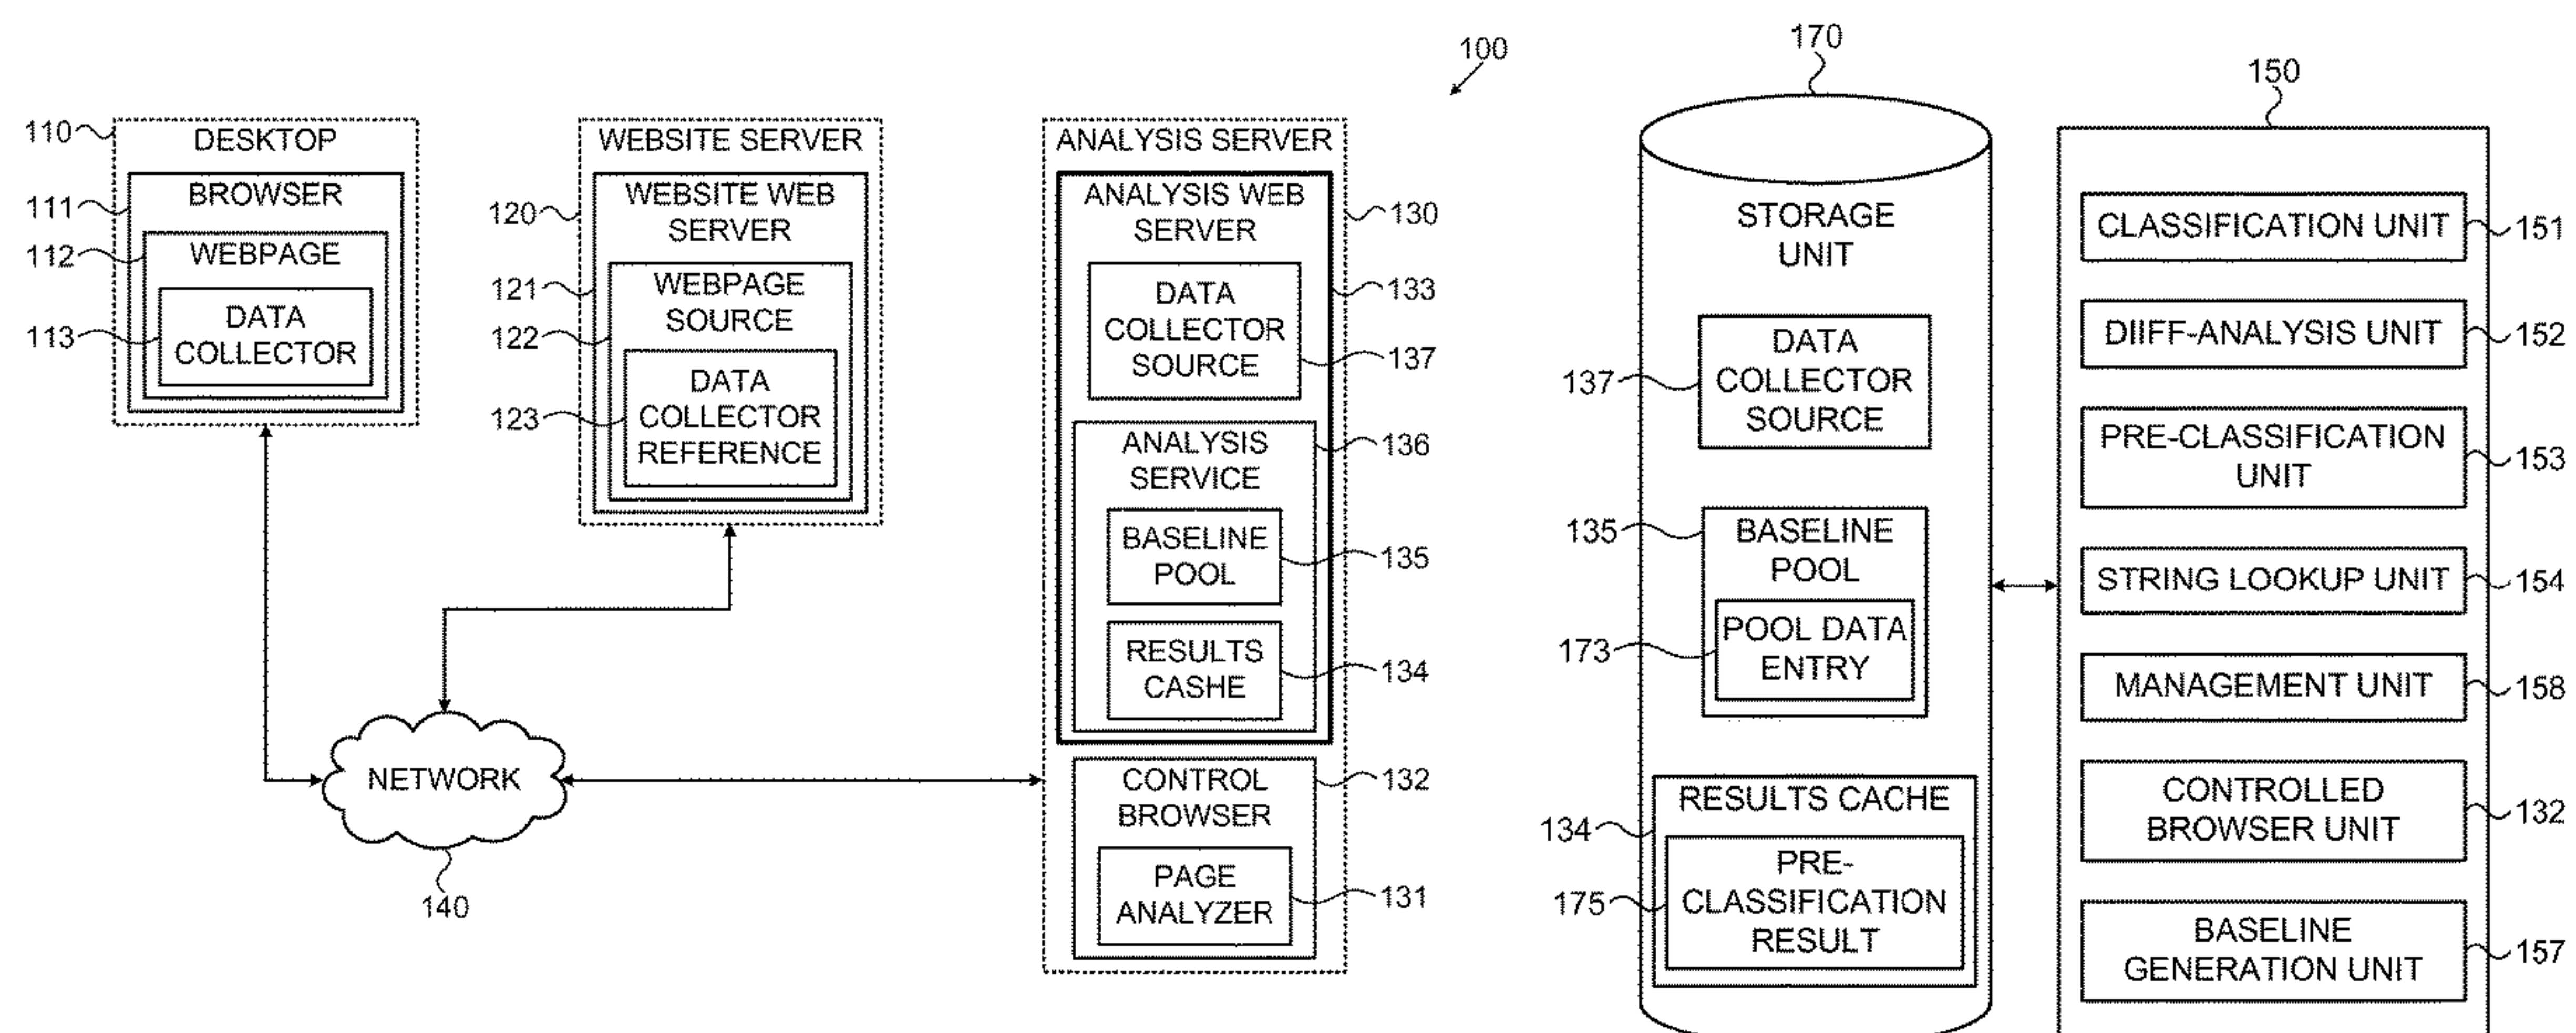 100
110
DESKTOP
111
BROWSER
112
WEBPAGE
113
DATA
COLLECTOR
WEBSITE SERVER
120
WEBSITE WEB
SERVER
121
WEBPAGE
SOURCE
122
DATA
COLLECTOR
REFERENCE
123
ANALYSIS SERVER
ANALYSIS WEB
SERVER
130
DATA
COLLECTOR
SOURCE
133
137
ANALYSIS
SERVICE
136
BASELINE
POOL
135
RESULTS
CASHE
134
CONTROL
BROWSER
132
PAGE
ANALYZER
131
NETWORK
140
170
STORAGE
UNIT
DATA
COLLECTOR
SOURCE
137
135
BASELINE
POOL
POOL DATA
ENTRY
173
RESULTS CACHE
134
PRE-
CLASSIFICATION
RESULT
175
150
CLASSIFICATION UNIT
151
DIIFF-ANALYSIS UNIT
152
PRE-CLASSIFICATION
UNIT
153
STRING LOOKUP UNIT
154
MANAGEMENT UNIT
158
CONTROLLED
BROWSER UNIT
132
BASELINE
GENERATION UNIT
157